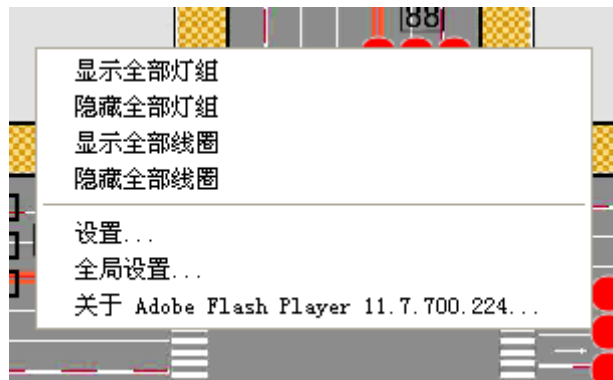 88
显示全部灯组
隐藏全部灯组
显示全部线圈
隐藏全部线圈
设置...
全局设置...
关于 Adobe Flash Player 11.7.700.224...